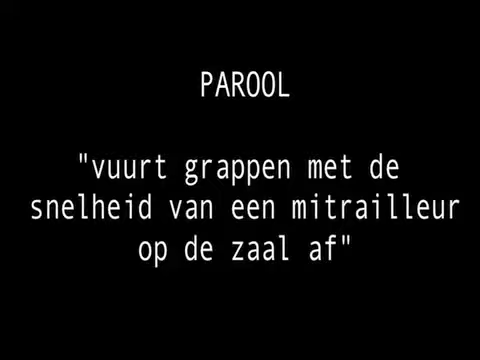 PAROOL
"vuurt grappen met de
snelheid van een mitrailleur
op de zaal af"